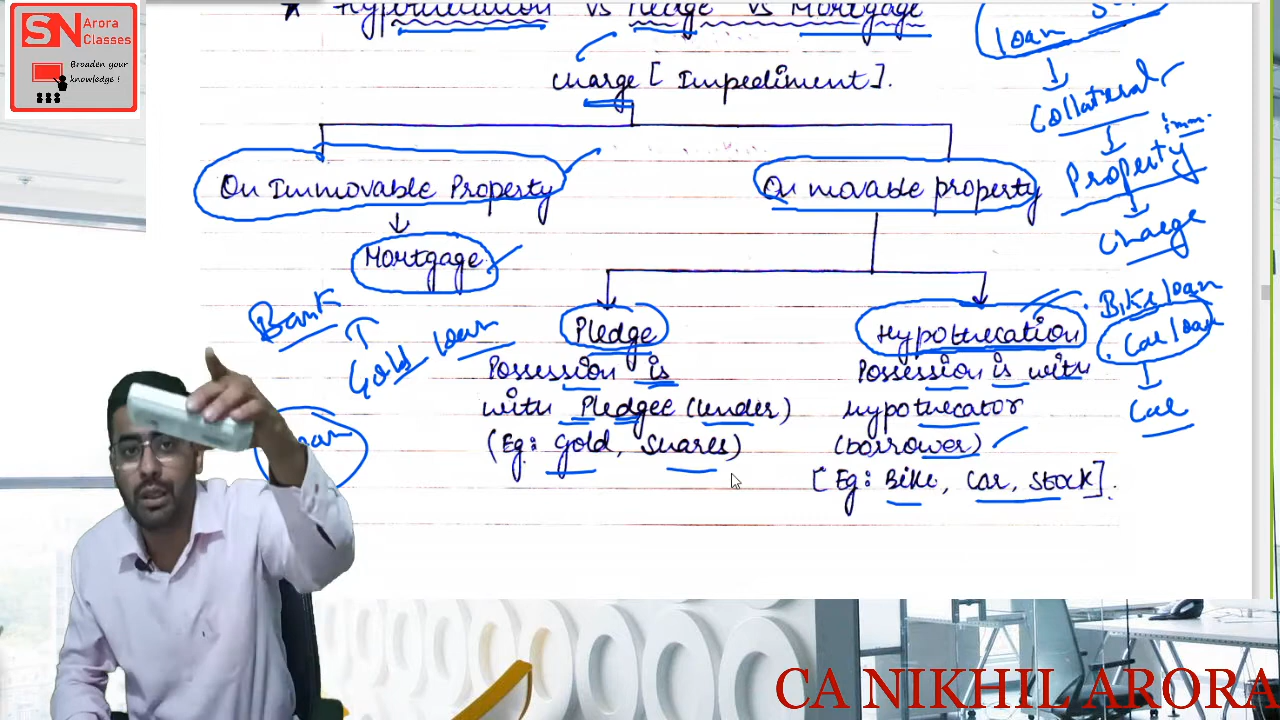 SN Arora
Classes
Broaden your
knowledge !
* Hypothecation vs Pledge vs Mortgage
loan
charge [Impediment].
Collateral
imm.
Property
charge
On Immovable Property
On movable property
Mortgage
Bank
Gold loan
Pledge
Possession is
with Pledgee (lender)
(Eg: Gold, Shares)
Hypothecation
Possession is with
hypothecator
(borrower)
[Eg: Bike, Car, Stock].
. Bike loan
. Car loan
Car
CA NIKHIL ARORA